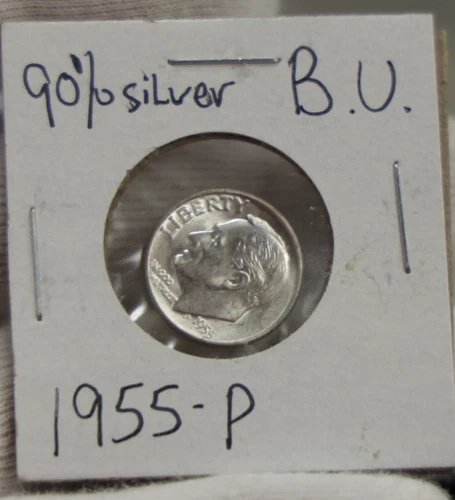 90% silver B.U.
LIBERTY
IN GOD
WE TRUST
1955
1955-P